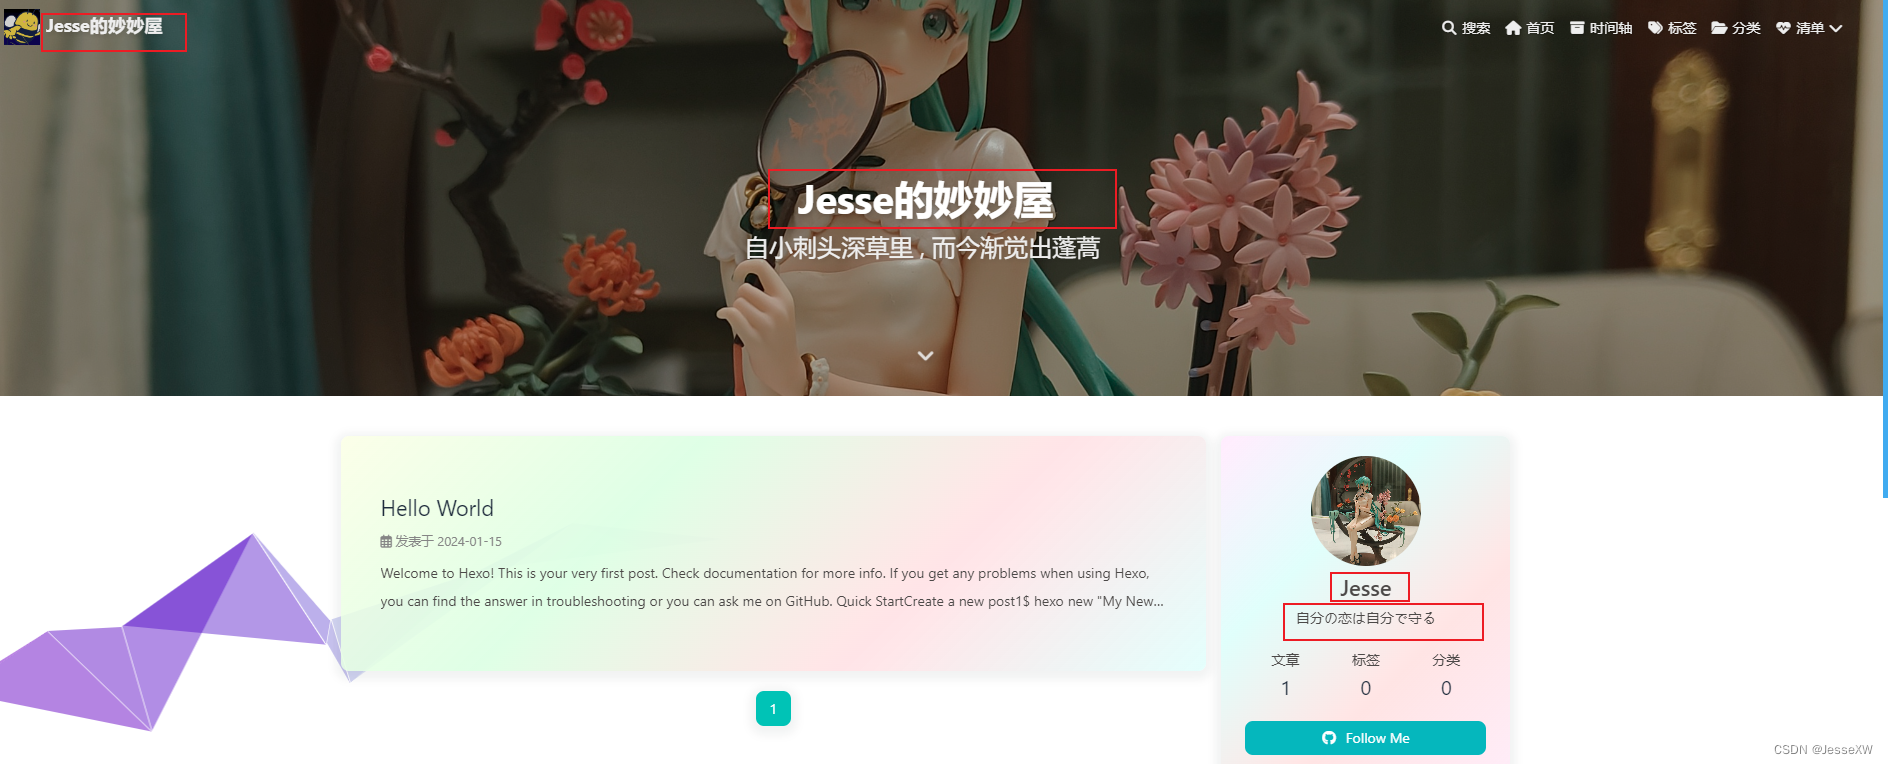 Jesse的妙妙屋
搜索 首页 时间轴 标签 分类 清单
Jesse的妙妙屋
自小刺头深草里 , 而今渐觉出蓬蒿
Hello World
发表于 2024-01-15
Welcome to Hexo! This is your very first post. Check documentation for more info. If you get any problems when using Hexo,
you can find the answer in troubleshooting or you can ask me on GitHub. Quick StartCreate a new post1$ hexo new "My New...
1
Jesse
自分の恋は自分で守る
文章 标签 分类
1 0 0
Follow Me
CSDN @JesseXW